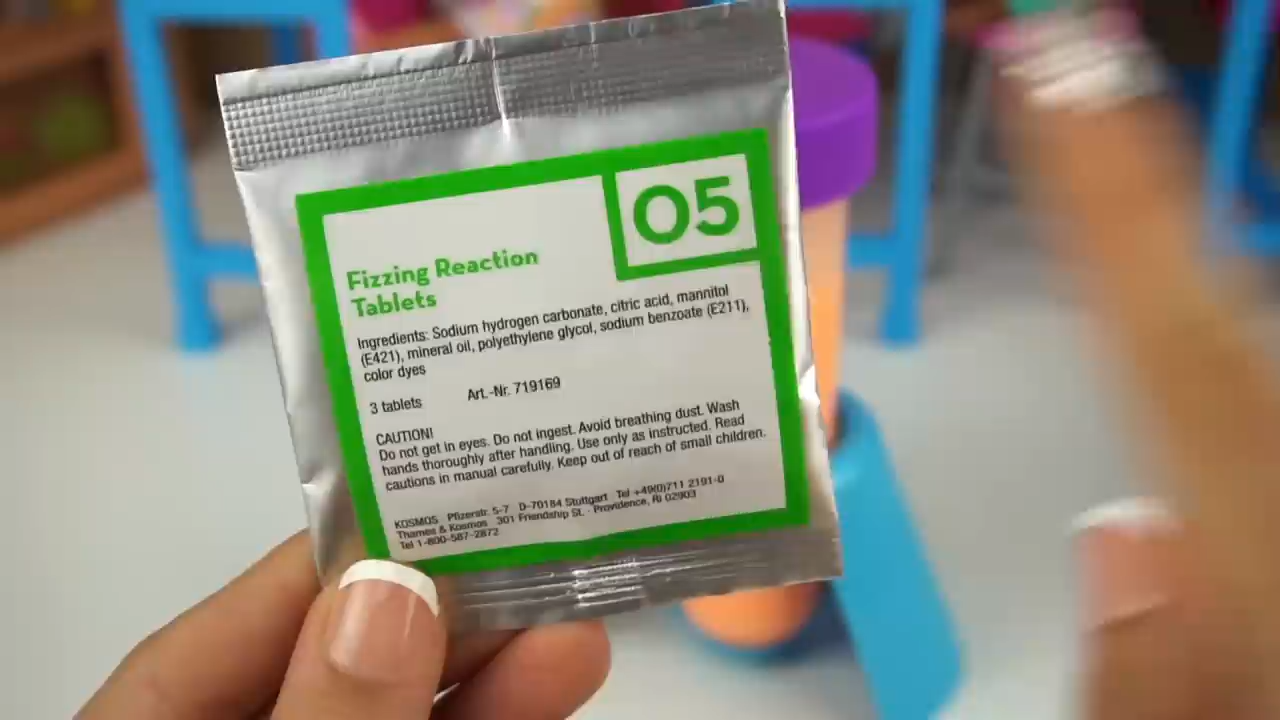 05
Fizzing Reaction
Tablets
Ingredients: Sodium hydrogen carbonate, citric acid, mannitol
(E421), mineral oil, polyethylene glycol, sodium benzoate (E211),
color dyes
3 tablets Art.-Nr. 719169
CAUTION!
Do not get in eyes. Do not ingest. Avoid breathing dust. Wash
hands thoroughly after handling. Use only as instructed. Read
cautions in manual carefully. Keep out of reach of small children.
KOSMOS Pfizerstr. 5-7 D-70184 Stuttgart Tel +49(0)711 2191-0
Thames & Kosmos 301 Friendship St. · Providence, RI 02903
Tel 1-800-587-2872